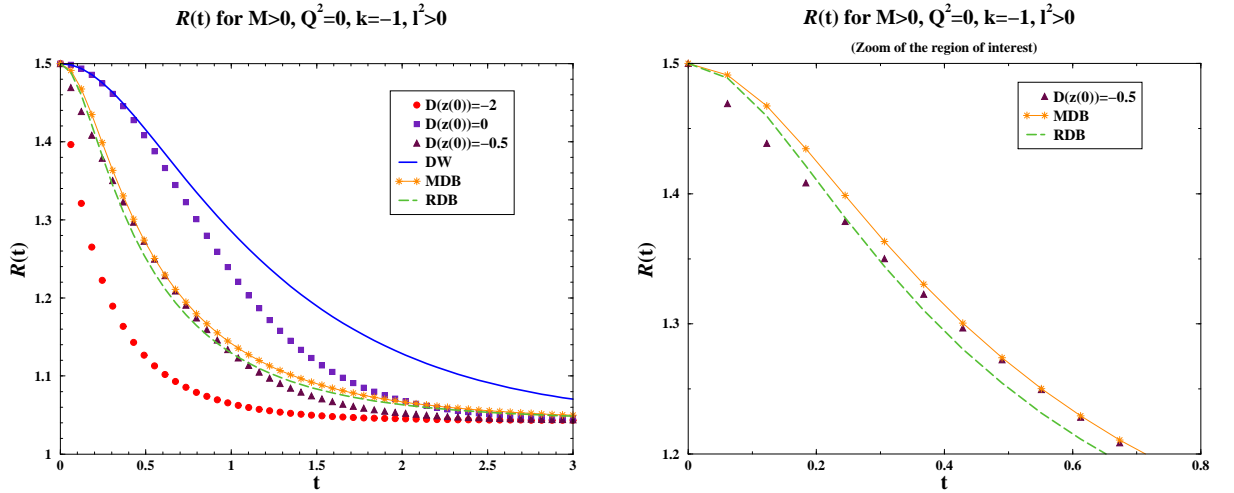 R(t) for M>0, Q²=0, k=−1, l²>0
1.5
1.4
1.3
1.2
1.1
1
R(t)
0
0.5
1
1.5
2
2.5
3
t
D(z(0))=−2
D(z(0))=0
D(z(0))=−0.5
DW
MDB
RDB
R(t) for M>0, Q²=0, k=−1, l²>0
(Zoom of the region of interest)
1.5
1.4
1.3
1.2
R(t)
0
0.2
0.4
0.6
0.8
t
D(z(0))=−0.5
MDB
RDB